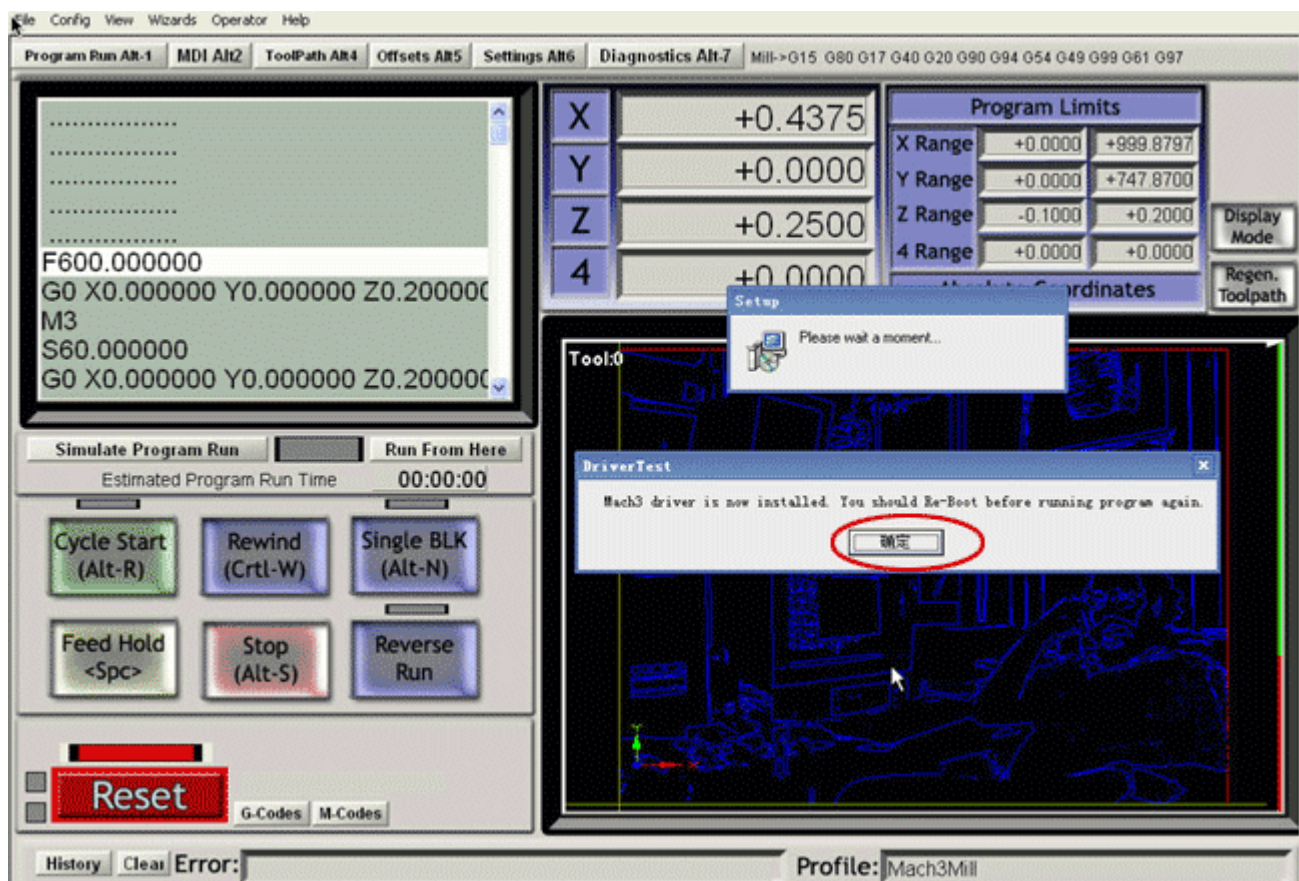 File Config View Wizards Operator Help
Program Run Alt-1 MDI Alt2 ToolPath Alt4 Offsets Alt5 Settings Alt6 Diagnostics Alt-7 Mill->G15 G80 G17 G40 G20 G90 G94 G54 G49 G99 G61 G97
................
................
................
................
F600.000000
G0 X0.000000 Y0.000000 Z0.200000
M3
S60.000000
G0 X0.000000 Y0.000000 Z0.200000
X +0.4375
Y +0.0000
Z +0.2500
4 +0.0000
Program Limits
X Range +0.0000 +999.8797
Y Range +0.0000 +747.8700
Z Range -0.1000 +0.2000
4 Range +0.0000 +0.0000
Display
Mode
Regen.
Toolpath
Setup
Please wait a moment...
Tool:0
DriverTest
Mach3 driver is now installed. You should Re-Boot before running program again.
确定
Simulate Program Run Run From Here
Estimated Program Run Time 00:00:00
Cycle Start
(Alt-R)
Rewind
(Crtl-W)
Single BLK
(Alt-N)
Feed Hold
<Spc>
Stop
(Alt-S)
Reverse
Run
Reset
G-Codes M-Codes
History Clear Error:
Profile: Mach3Mill